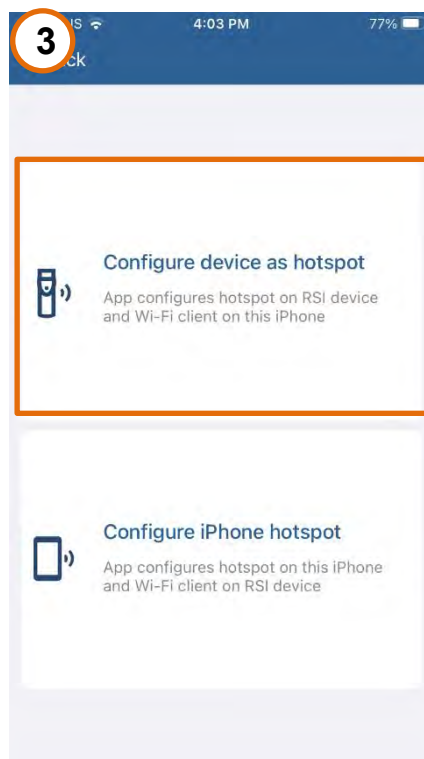 3
4:03 PM
77%
Configure device as hotspot
App configures hotspot on RSI device
and Wi-Fi client on this iPhone
Configure iPhone hotspot
App configures hotspot on this iPhone
and Wi-Fi client on RSI device